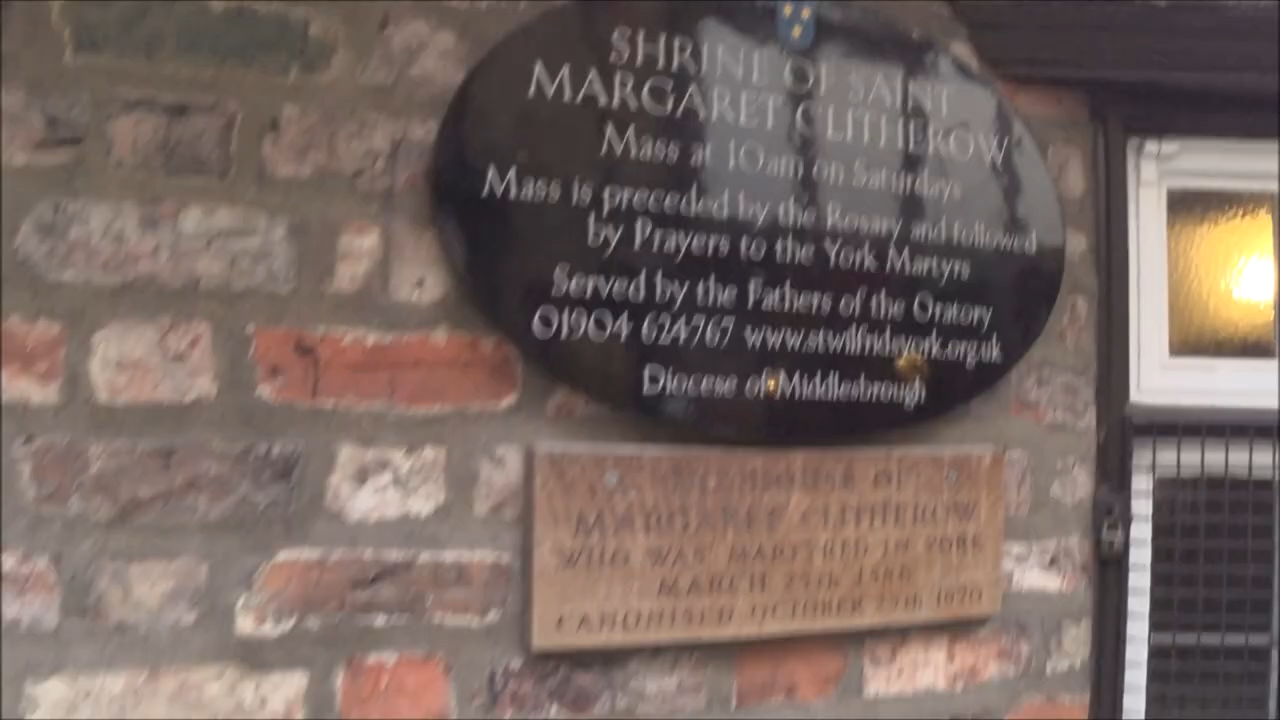 SHRINE OF SAINT
MARGARET CLITHEROW
Mass at 10am on Saturdays
Mass is preceded by the Rosary and followed
by Prayers to the York Martyrs
Served by the Fathers of the Oratory
01904 624767 www.stwilfridsyork.org.uk
Diocese of Middlesbrough
HOUSE OF
MARGARET CLITHEROW
WHO WAS MARTYRED IN YORK
MARCH 25th 1586
CANONISED OCTOBER 25th 1970